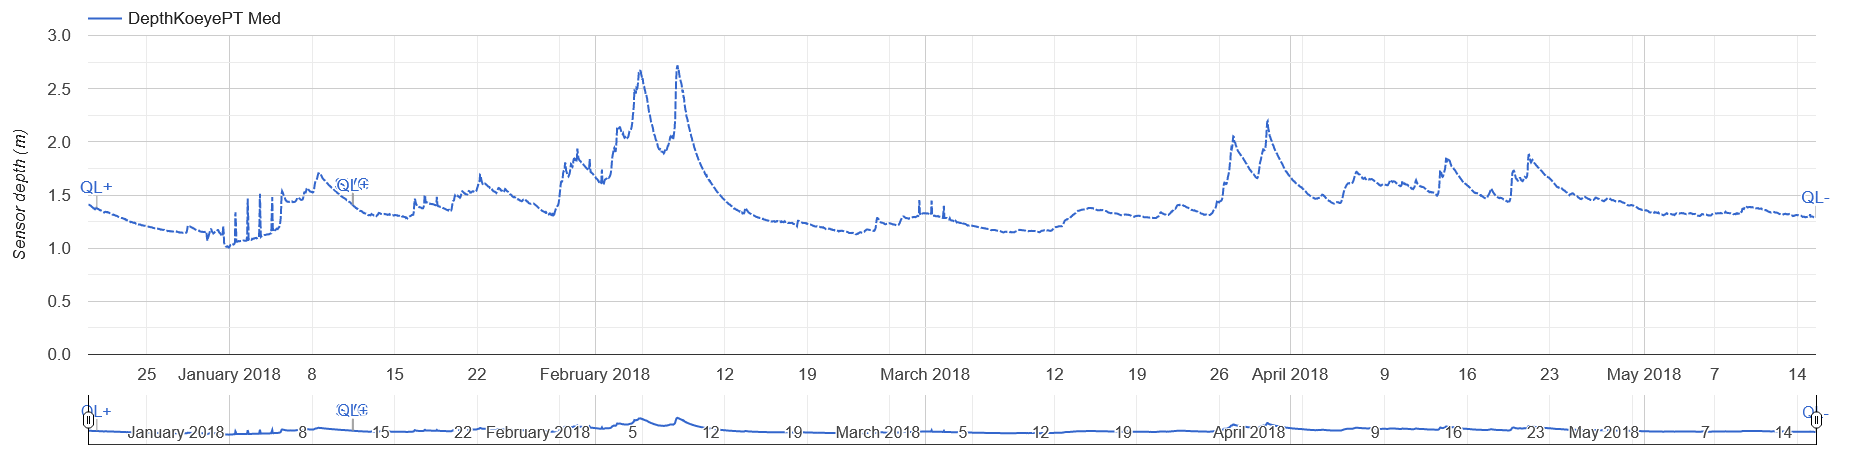 DepthKoeyePT Med
3.0
2.5
2.0
1.5
1.0
0.5
0.0
Sensor depth (m)
QL+
QL-
25 January 2018 8 15 22 February 2018 12 19 March 2018 12 19 26 April 2018 9 16 23 May 2018 7 14
QL+
January 2018 8 15 22 February 2018 5 12 19 March 2018 5 12 19 April 2018 9 16 23 May 2018 7 14